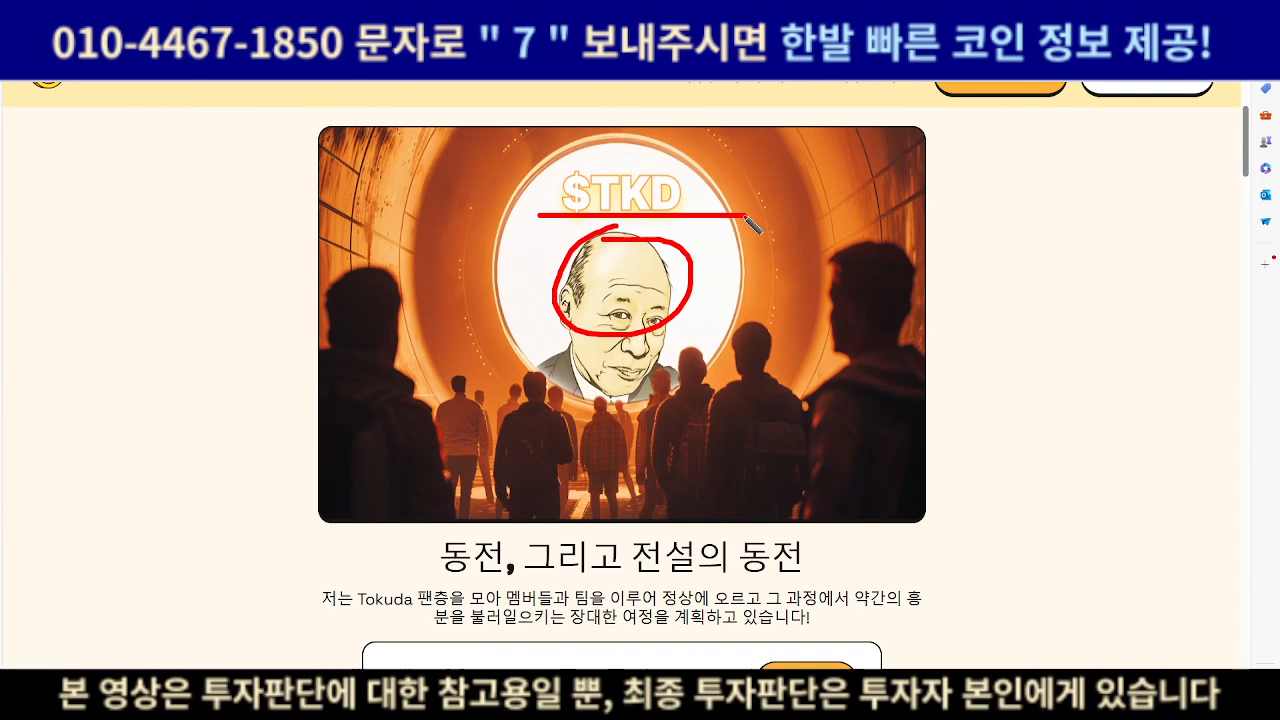 010-4467-1850 문자로 " 7 " 보내주시면 한발 빠른 코인 정보 제공!
$TKD
동전, 그리고 전설의 동전
저는 Tokuda 팬층을 모아 멤버들과 팀을 이루어 정상에 오르고 그 과정에서 약간의 흥
분을 불러일으키는 장대한 여정을 계획하고 있습니다!
본 영상은 투자판단에 대한 참고용일 뿐, 최종 투자판단은 투자자 본인에게 있습니다